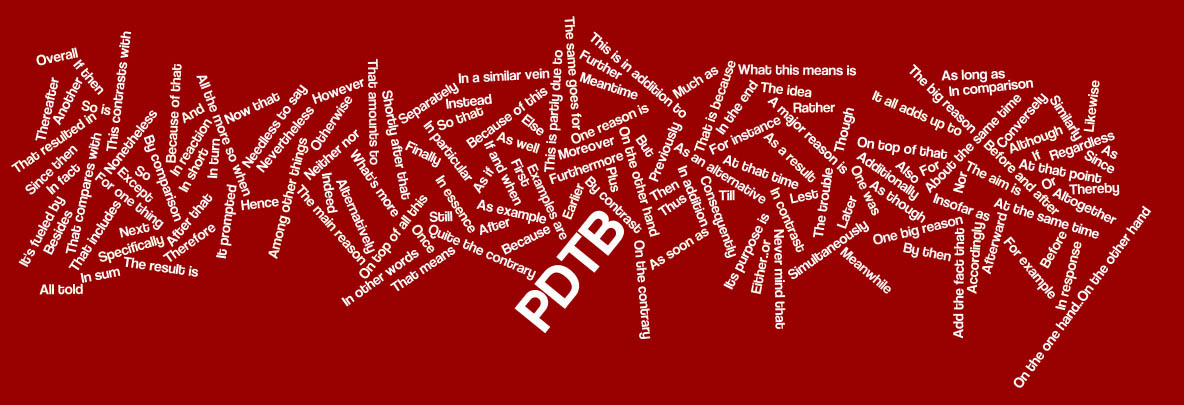 Overall
If then
This contrasts with
Thereafter
Another
So is
That resulted in
Since then
In fact
It's fueled by
Besides
That compares with
Nonetheless
By comparison
Except
So
For one thing
That includes
Next
Specifically
In sum
The result is
All told
Because of that
And
In reaction
In short
In turn
All the more so when
Now that
After that
Therefore
It prompted
Hence
Needless to say
Nevertheless
However
Otherwise
Among other things
Neither nor
Indeed
The main reason is
Alternatively
What's more
That amounts to
Shortly after that
On top of all this
In other words
That means
Once
Still
Quite the contrary
Finally
Separately
In a similar vein
Instead
So that
In particular
In essence
As example
After
Because
As if
If and when
Because of this
As well
Else
First
Examples are
This is partly due to
The same goes for
This is in addition to
Further
Meantime
One reason is
Moreover
Furthermore
Earlier
By contrast
Plus
On the other hand
But
Previously
Then
Thus
PDTB
On the contrary
As soon as
In addition
Consequently
Till
As an alternative
Much as
That is because
In the end
What this means is
The idea
Rather
For instance
A major reason is
As a result
At that time
Lest
In contrast
Its purpose is
Either..or
Never mind that
Simultaneously
Meanwhile
The trouble
Though
Later
One was
On top of that
Additionally
Also
As though
One big reason
By then
It all adds up to
The big reason
As long as
In comparison
For
About the same time
Conversely
Similarly
Likewise
Although
Regardless
As
Since
If
At that point
Thereby
Or
Altogether
Before and after
Nor
The aim is
Insofar as
At the same time
Add the fact that
Accordingly
Afterward
For example
Before
In response
On the one hand..On the other hand